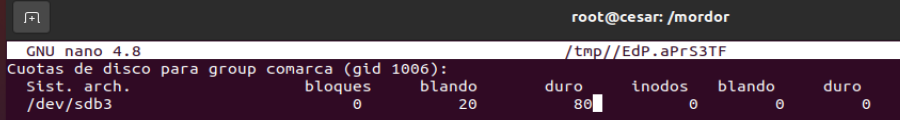 root@cesar: /mordor
GNU nano 4.8 /tmp//EdP.aPrS3TF
Cuotas de disco para group comarca (gid 1006):
Sist. arch. bloques blando duro inodos blando duro
/dev/sdb3 0 20 80 0 0 0